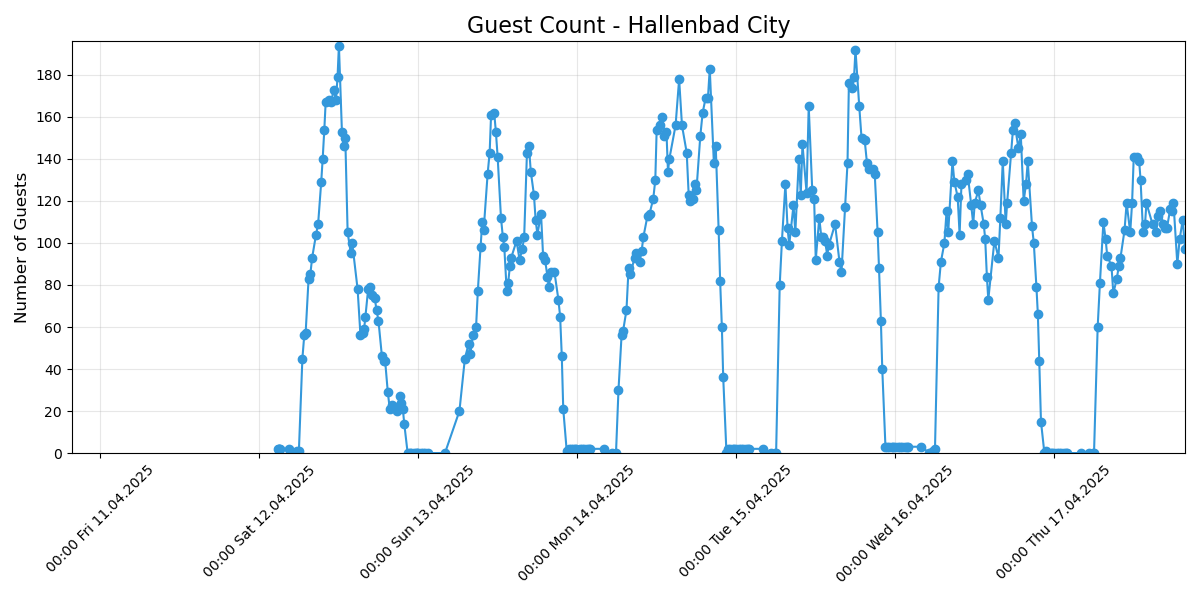 Guest Count - Hallenbad City
Number of Guests
180
160
140
120
100
80
60
40
20
0
00:00 Fri 11.04.2025
00:00 Sat 12.04.2025
00:00 Sun 13.04.2025
00:00 Mon 14.04.2025
00:00 Tue 15.04.2025
00:00 Wed 16.04.2025
00:00 Thu 17.04.2025